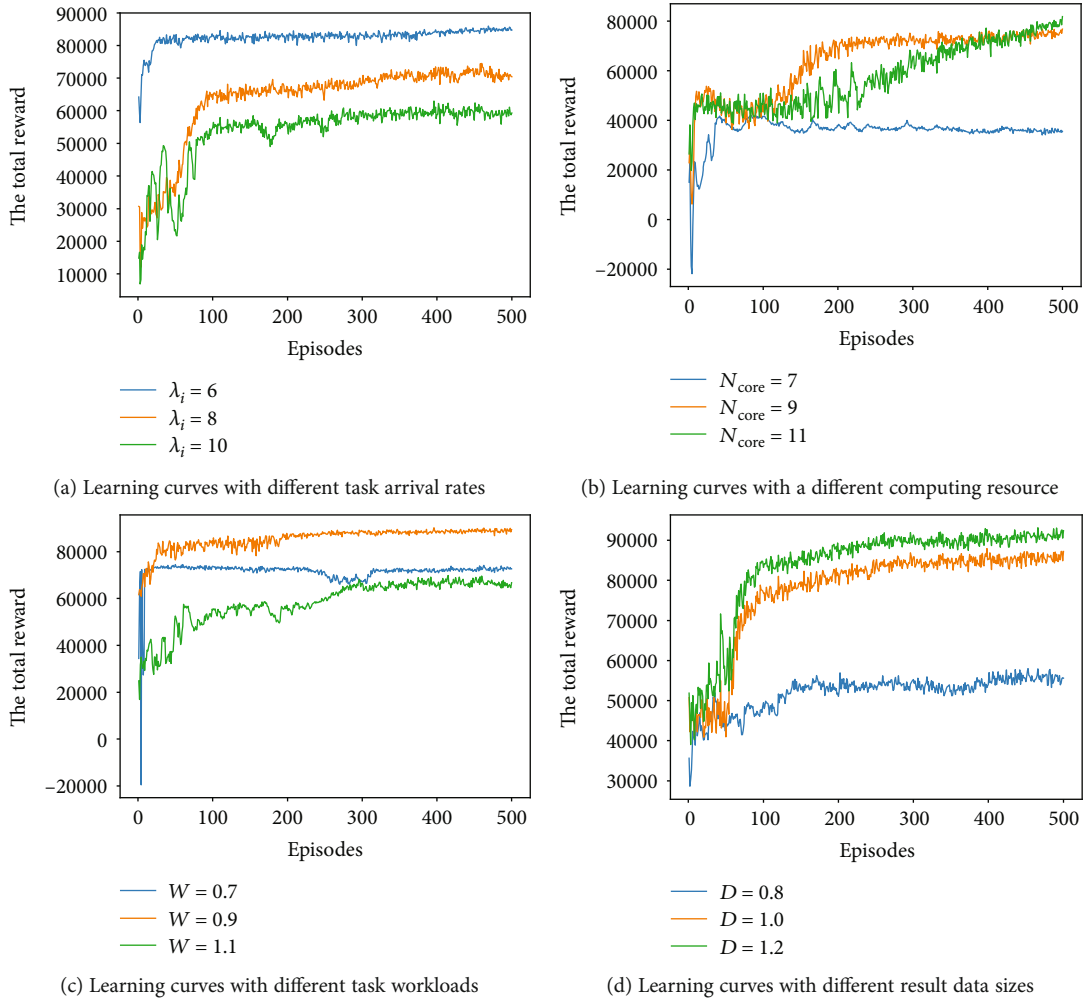 90000
80000
70000
60000
50000
40000
30000
20000
10000
The total reward
0 100 200 300 400 500
Episodes
λi = 6
λi = 8
λi = 10
(a) Learning curves with different task arrival rates
80000
60000
40000
20000
0
−20000
The total reward
0 100 200 300 400 500
Episodes
Ncore = 7
Ncore = 9
Ncore = 11
(b) Learning curves with a different computing resource
80000
60000
40000
20000
0
−20000
The total reward
0 100 200 300 400 500
Episodes
W = 0.7
W = 0.9
W = 1.1
(c) Learning curves with different task workloads
90000
80000
70000
60000
50000
40000
30000
The total reward
0 100 200 300 400 500
Episodes
D = 0.8
D = 1.0
D = 1.2
(d) Learning curves with different result data sizes